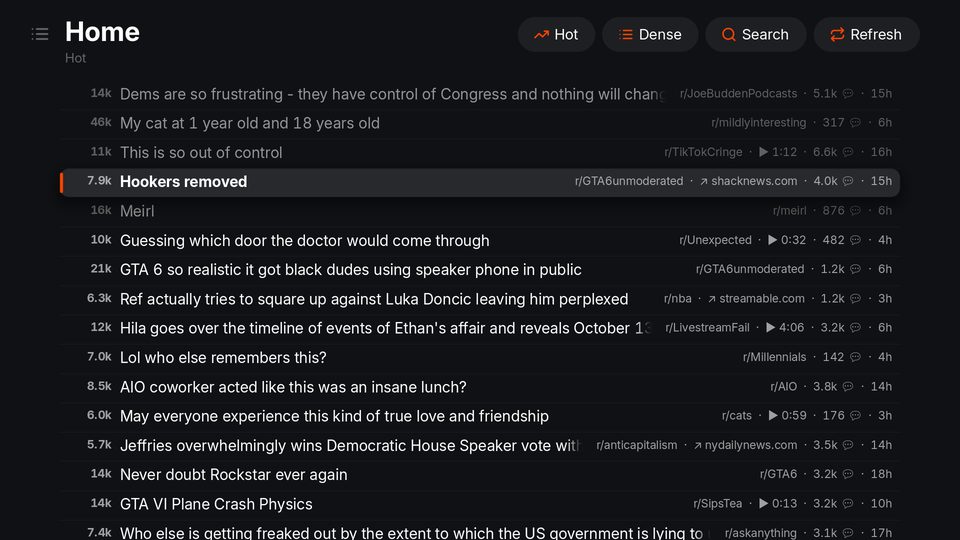 Home
Hot
Hot
Dense
Search
Refresh
14k Dems are so frustrating - they have control of Congress and nothing will chan r/JoeBuddenPodcasts · 5.1k · 15h
46k My cat at 1 year old and 18 years old r/mildlyinteresting · 317 · 6h
11k This is so out of control r/TikTokCringe · ▶ 1:12 · 6.6k · 16h
7.9k Hookers removed r/GTA6unmoderated · ↗ shacknews.com · 4.0k · 15h
16k Meirl r/meirl · 876 · 6h
10k Guessing which door the doctor would come through r/Unexpected · ▶ 0:32 · 482 · 4h
21k GTA 6 so realistic it got black dudes using speaker phone in public r/GTA6unmoderated · 1.2k · 6h
6.3k Ref actually tries to square up against Luka Doncic leaving him perplexed r/nba · ↗ streamable.com · 1.2k · 3h
12k Hila goes over the timeline of events of Ethan's affair and reveals October 13 r/LivestreamFail · ▶ 4:06 · 3.2k · 6h
7.0k Lol who else remembers this? r/Millennials · 142 · 4h
8.5k AIO coworker acted like this was an insane lunch? r/AIO · 3.8k · 14h
6.0k May everyone experience this kind of true love and friendship r/cats · ▶ 0:59 · 176 · 3h
5.7k Jeffries overwhelmingly wins Democratic House Speaker vote with r/anticapitalism · ↗ nydailynews.com · 3.5k · 14h
14k Never doubt Rockstar ever again r/GTA6 · 3.2k · 18h
14k GTA VI Plane Crash Physics r/SipsTea · ▶ 0:13 · 3.2k · 10h
7.4k Who else is getting freaked out by the extent to which the US government is lying to r/askanything · 3.1k · 17h